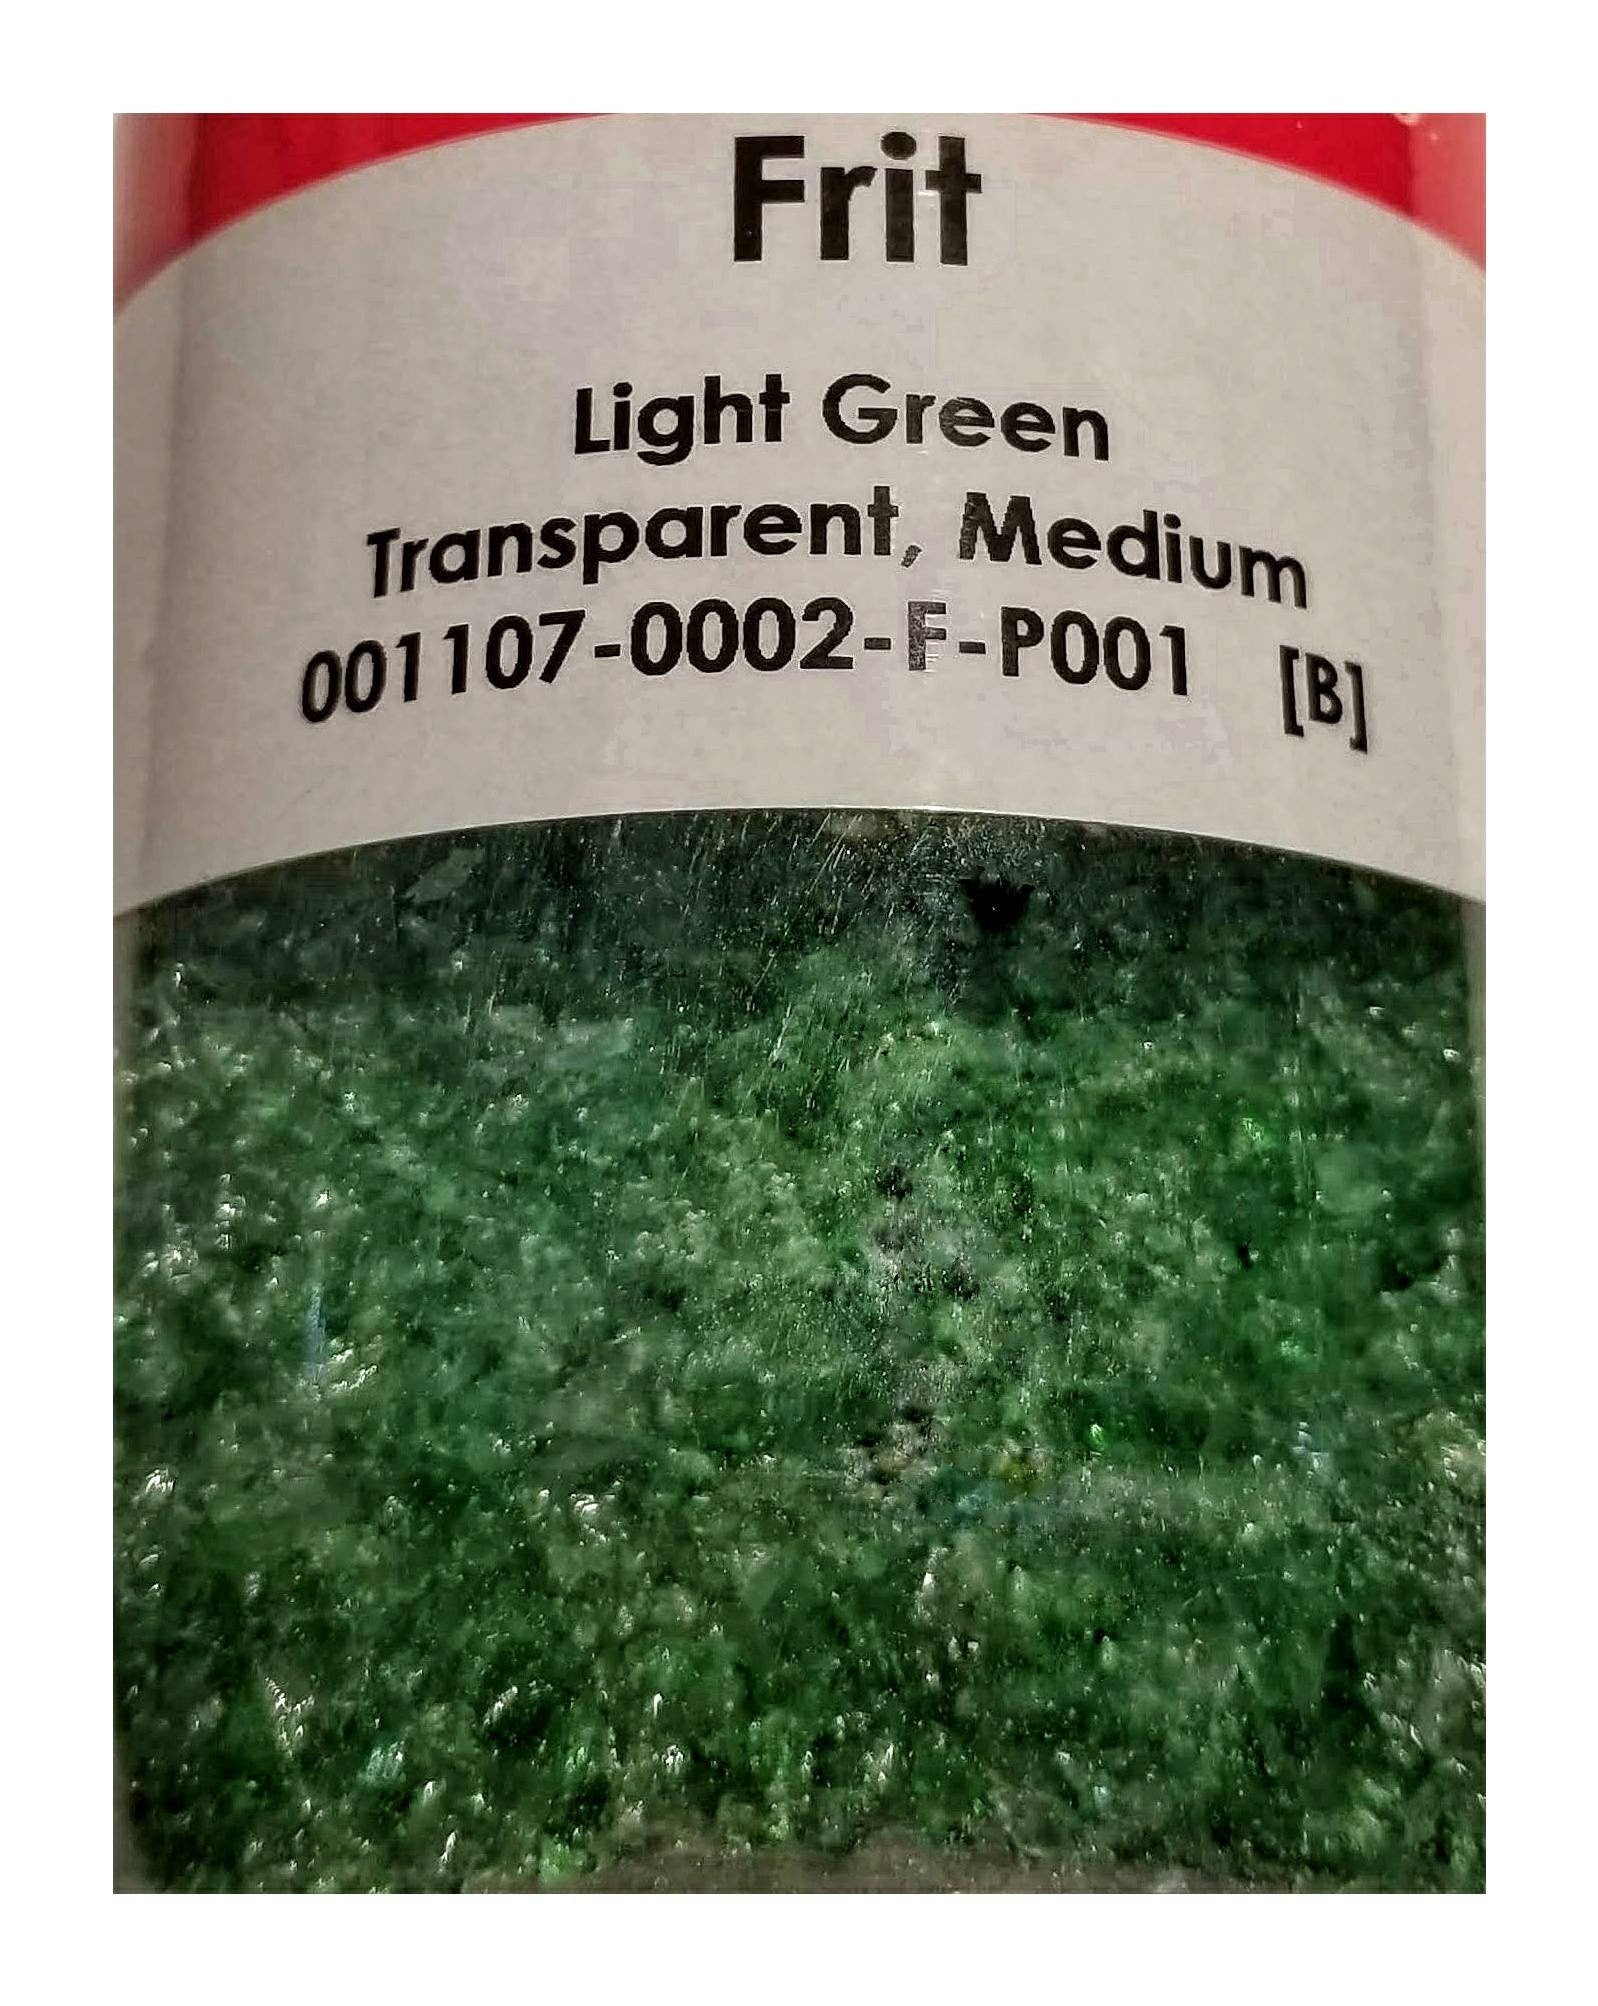 Frit
Light Green
Transparent, Medium
001107-0002-F-P001 [B]